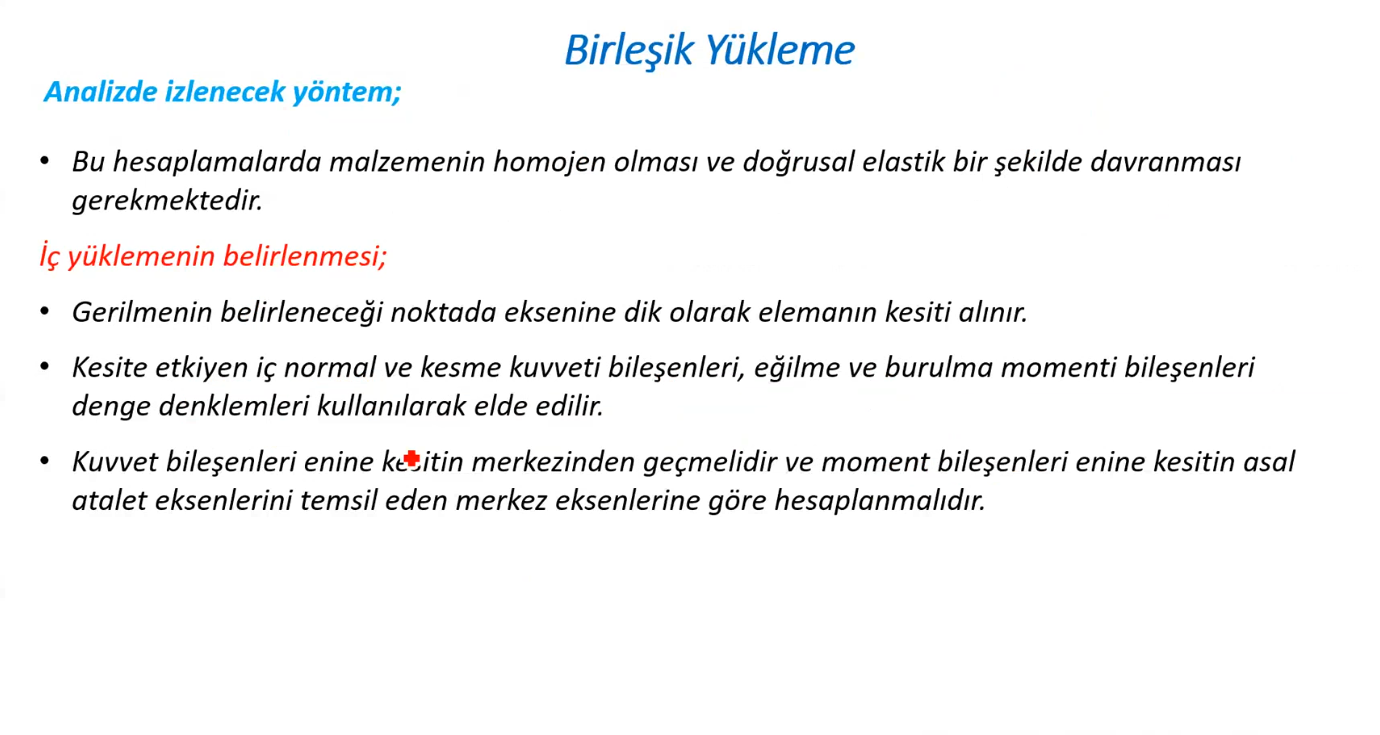 Birleşik Yükleme
Analizde izlenecek yöntem;
• Bu hesaplamalarda malzemenin homojen olması ve doğrusal elastik bir şekilde davranması
gerekmektedir.
İç yüklemenin belirlenmesi;
• Gerilmenin belirleneceği noktada eksenine dik olarak elemanın kesiti alınır.
• Kesite etkiyen iç normal ve kesme kuvveti bileşenleri, eğilme ve burulma momenti bileşenleri
denge denklemleri kullanılarak elde edilir.
• Kuvvet bileşenleri enine kesitin merkezinden geçmelidir ve moment bileşenleri enine kesitin asal
atalet eksenlerini temsil eden merkez eksenlerine göre hesaplanmalıdır.